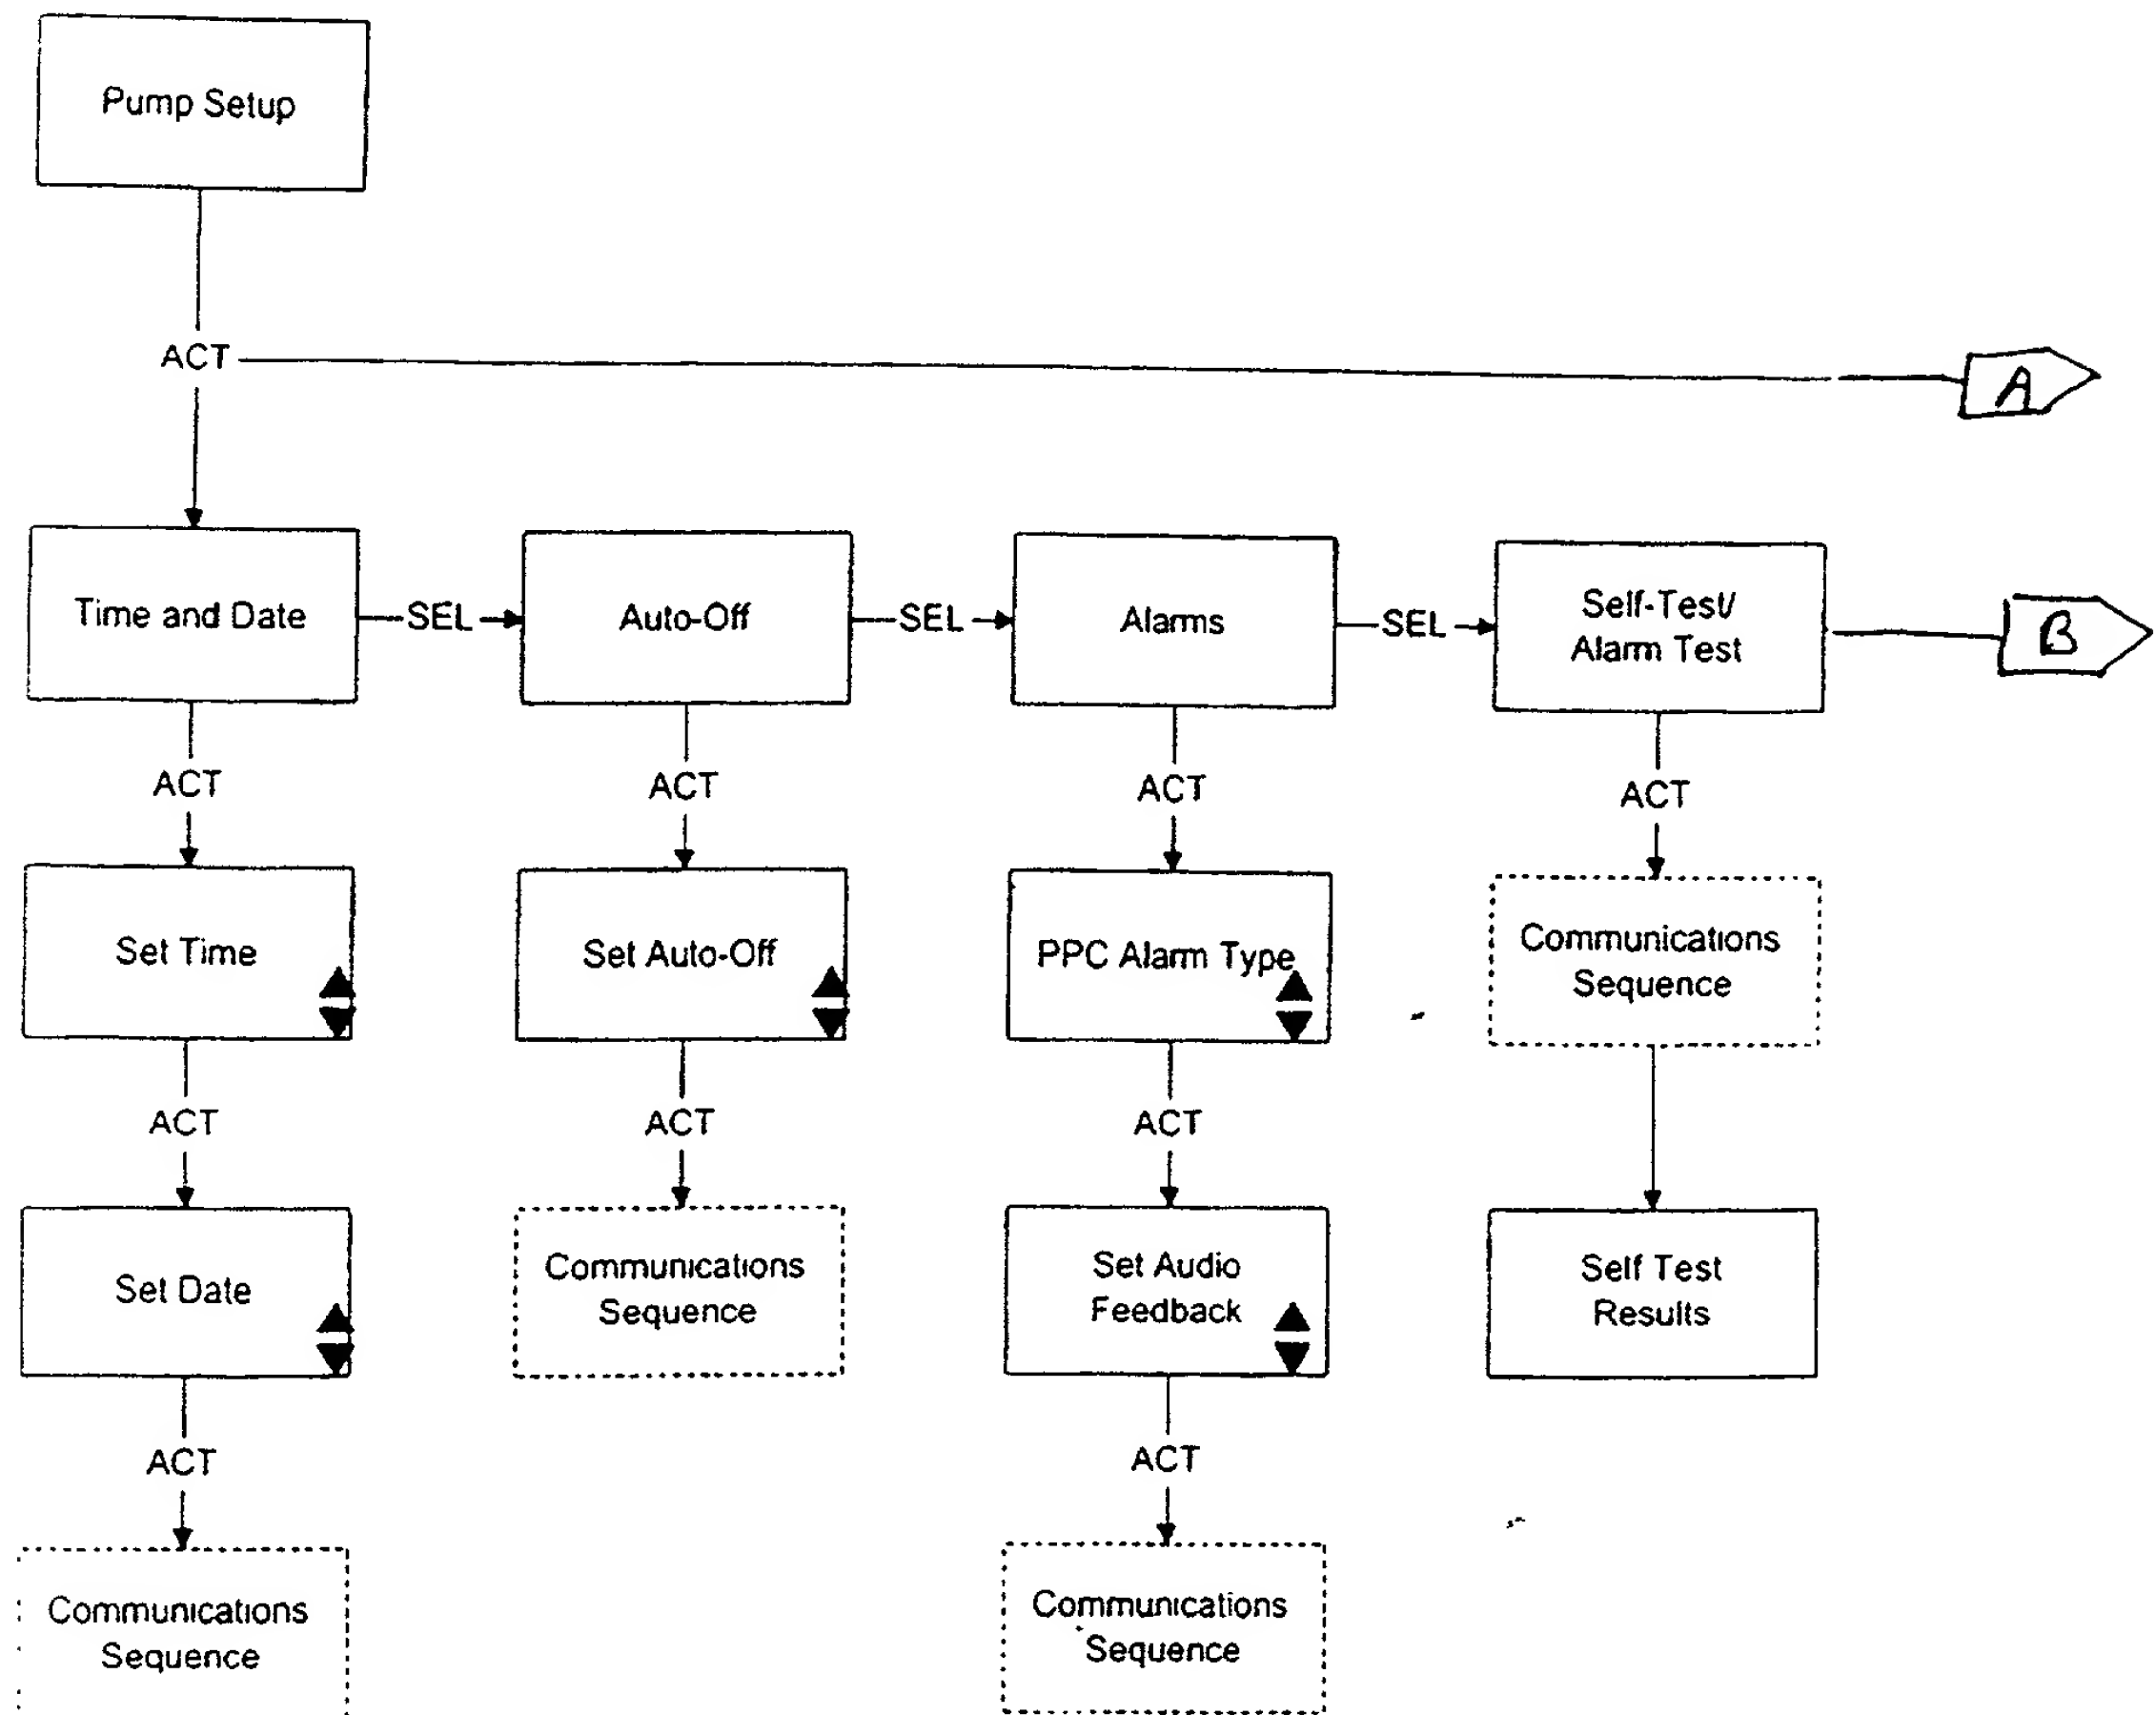 Pump Setup
ACT
A
Time and Date
SEL
Auto-Off
SEL
Alarms
SEL
Self-Test/
Alarm Test
B
ACT
ACT
ACT
ACT
Set Time
Set Auto-Off
PPC Alarm Type
Communications
Sequence
ACT
ACT
ACT
Set Date
Communications
Sequence
Set Audio
Feedback
Self Test
Results
ACT
ACT
Communications
Sequence
Communications
Sequence